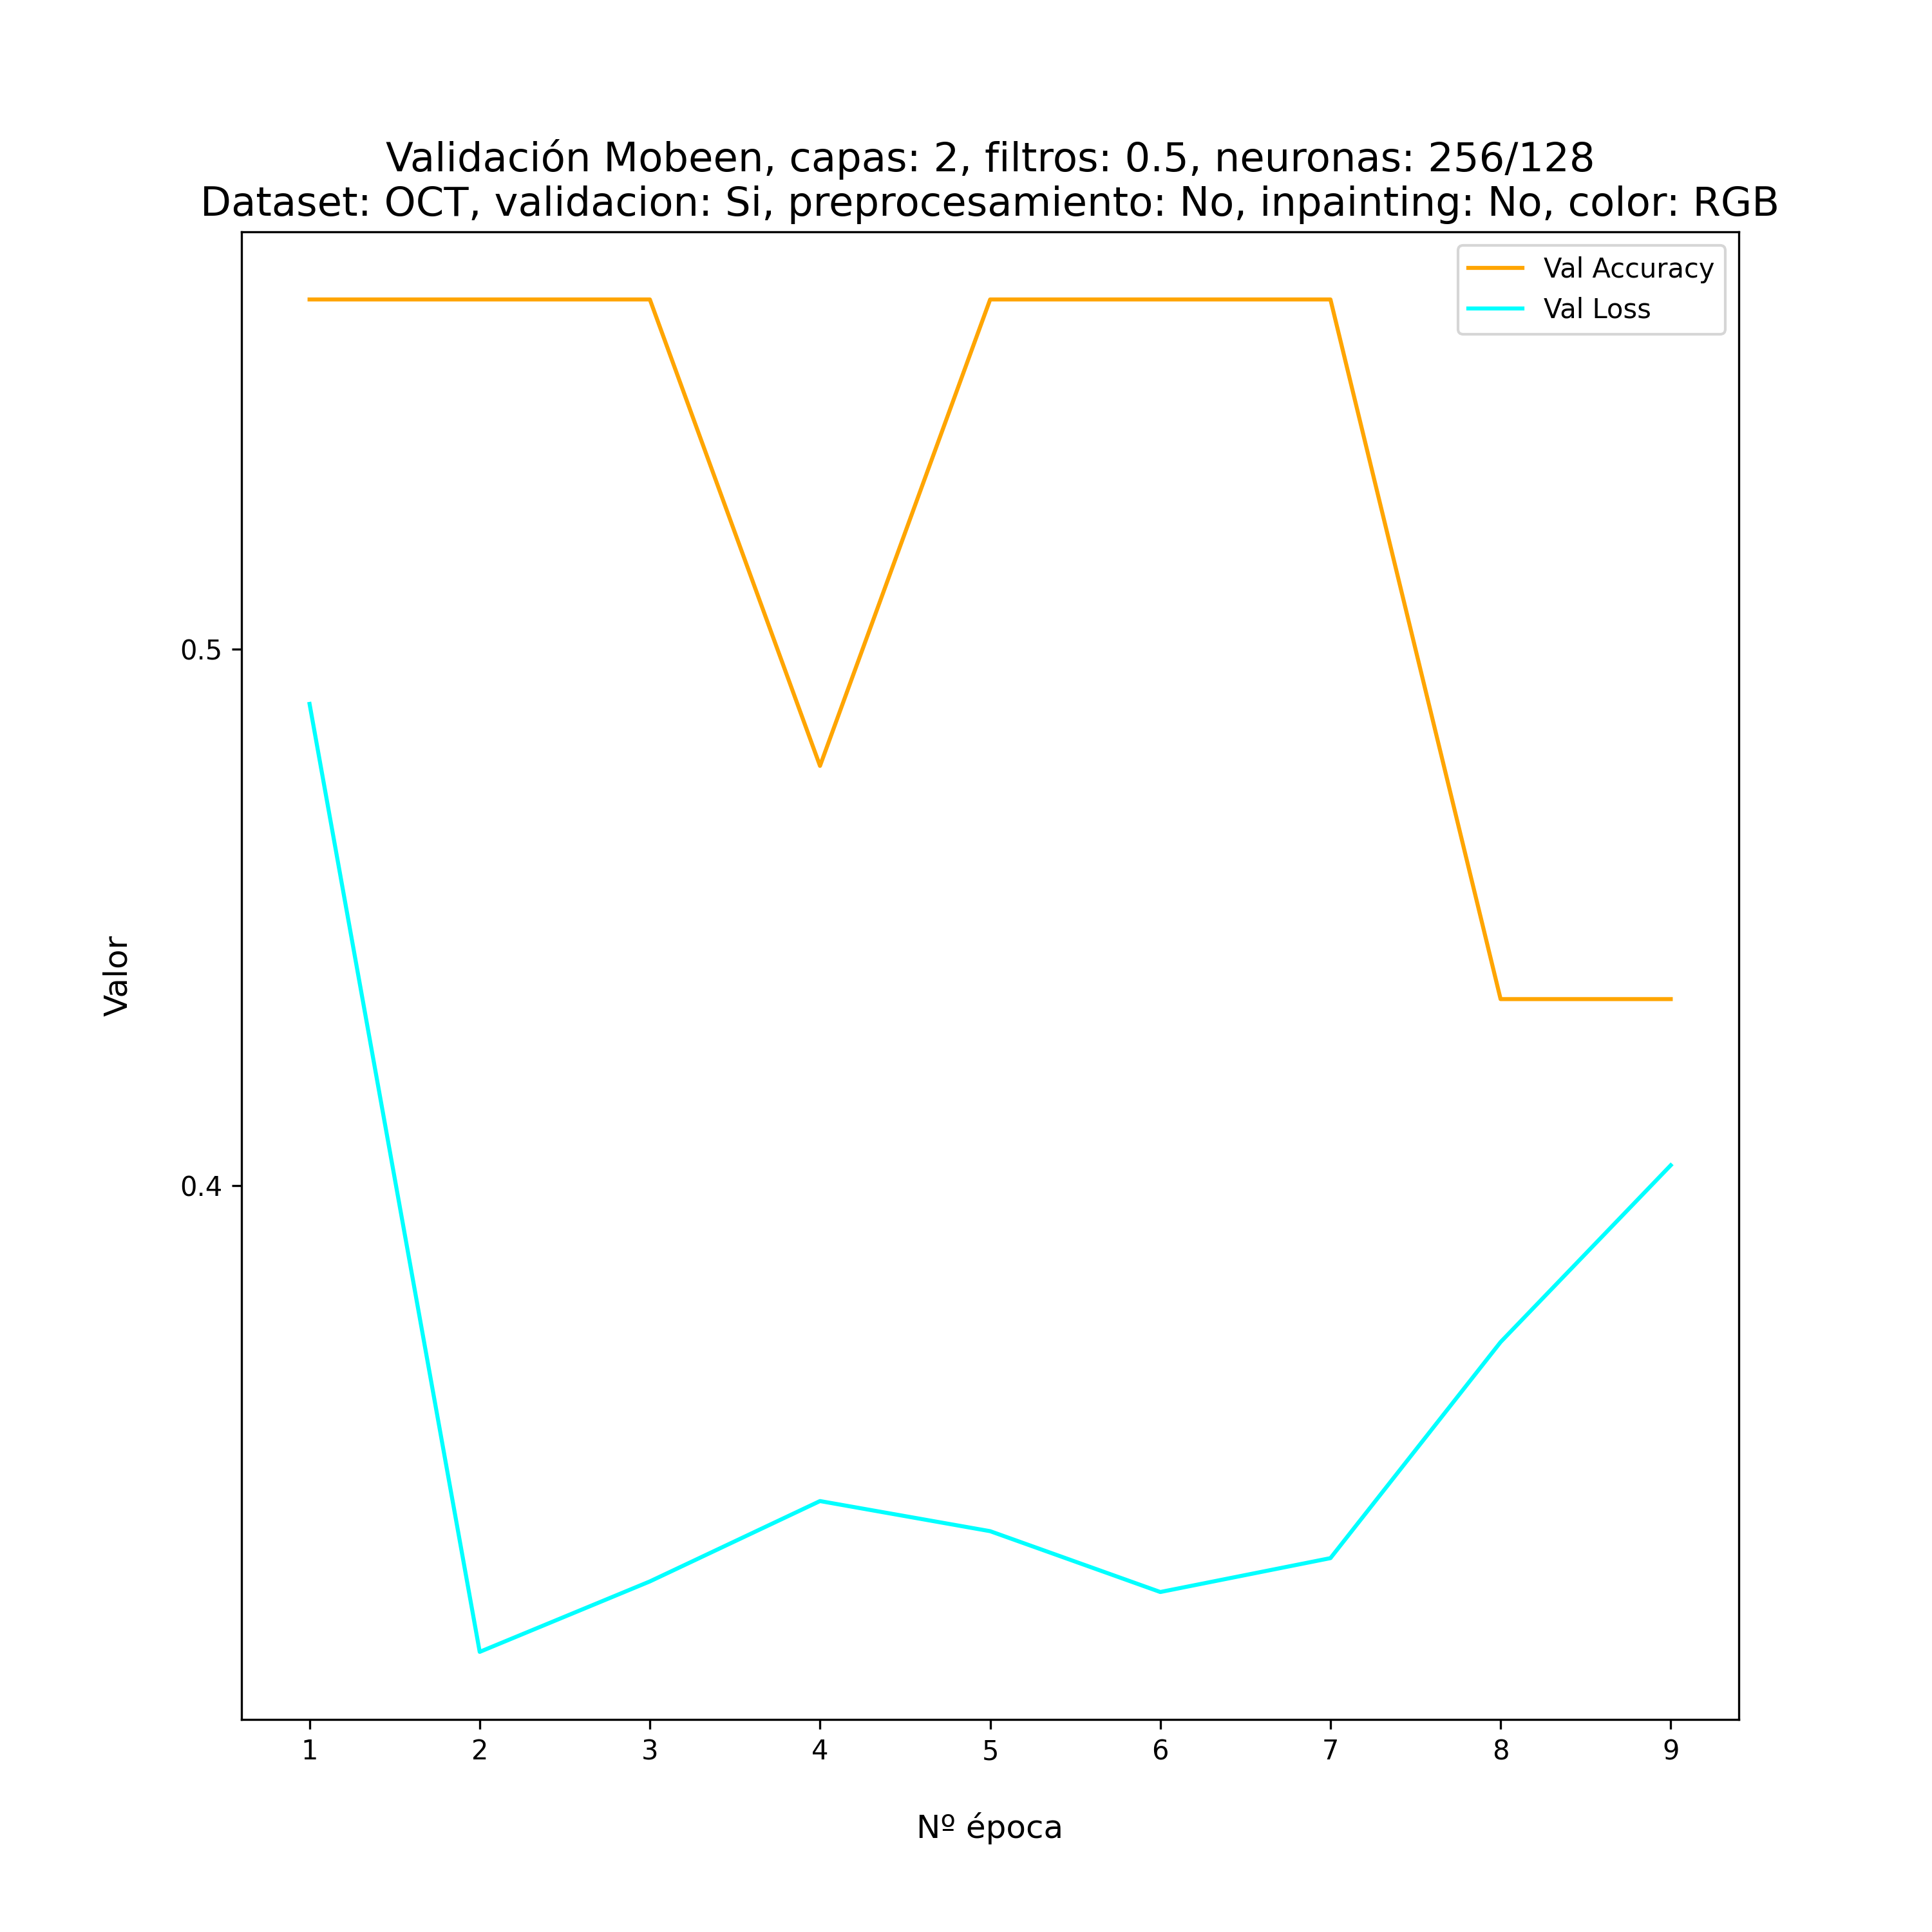 Validación Mobeen, capas: 2, filtros: 0.5, neuronas: 256/128
Dataset: OCT, validacion: Si, preprocesamiento: No, inpainting: No, color: RGB
Val Accuracy
Val Loss
0.5
0.4
Valor
1 2 3 4 5 6 7 8 9
Nº época